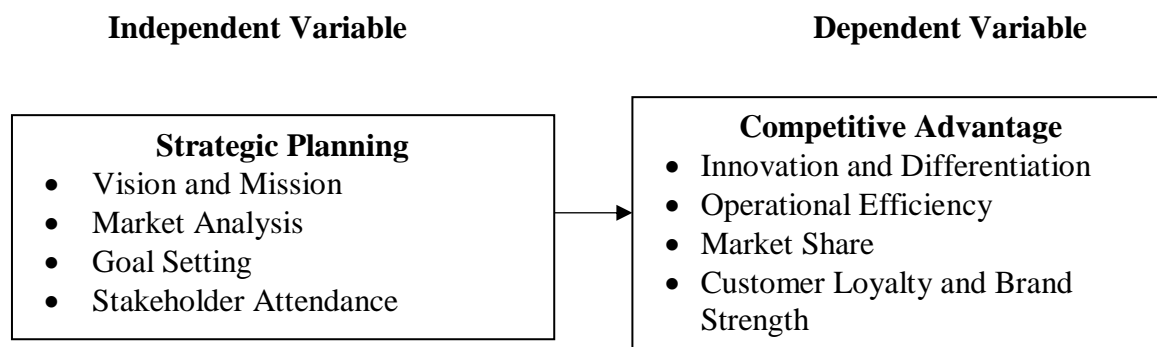 Independent Variable
Dependent Variable
Strategic Planning
• Vision and Mission
• Market Analysis
• Goal Setting
• Stakeholder Attendance
Competitive Advantage
• Innovation and Differentiation
• Operational Efficiency
• Market Share
• Customer Loyalty and Brand
Strength